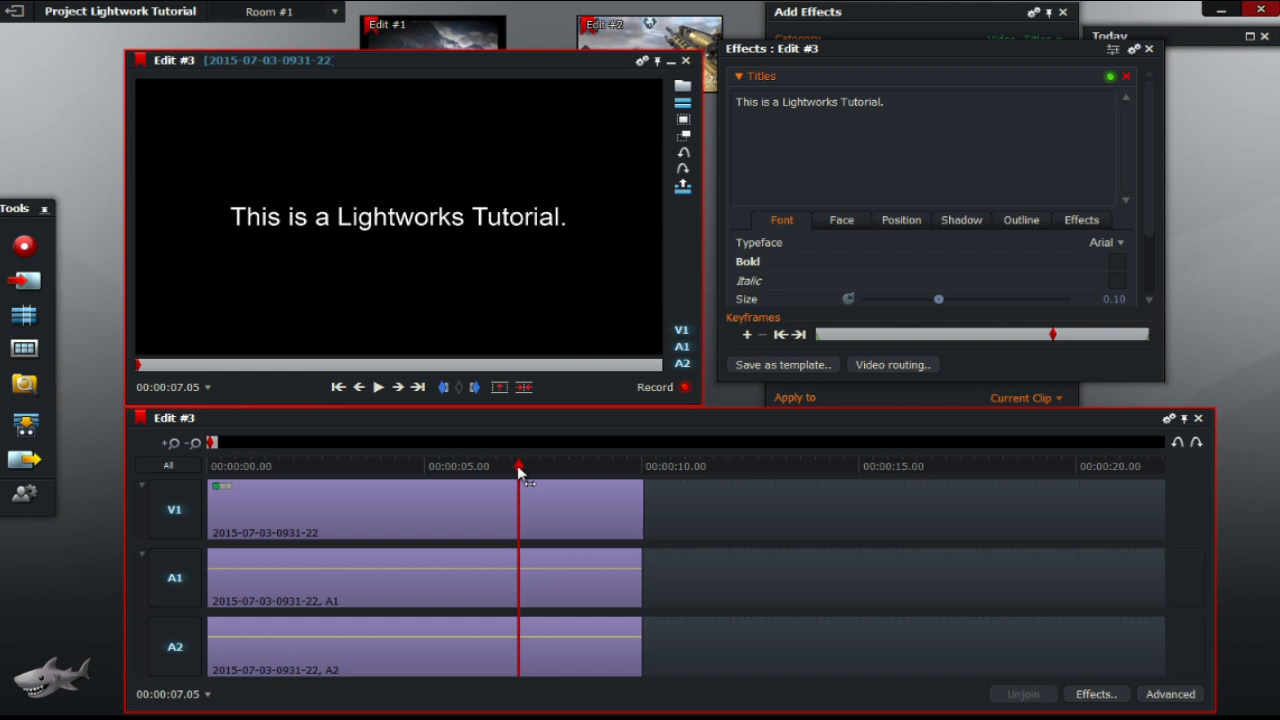 Project Lightwork Tutorial
Room #1
Edit #1
Edit #2
Add Effects
Category
Today
Effects : Edit #3
Titles
This is a Lightworks Tutorial.
Font
Face
Position
Shadow
Outline
Effects
Typeface
Arial
Bold
Italic
Size
0.10
Keyframes
Save as template..
Video routing..
Apply to
Current Clip
Edit #3 [2015-07-03-0931-22]
This is a Lightworks Tutorial.
V1
A1
A2
00:00:07.05
Record
Tools
Edit #3
All
00:00:00.00
00:00:05.00
00:00:10.00
00:00:15.00
00:00:20.00
V1
2015-07-03-0931-22
A1
2015-07-03-0931-22, A1
A2
2015-07-03-0931-22, A2
00:00:07.05
Unjoin
Effects..
Advanced